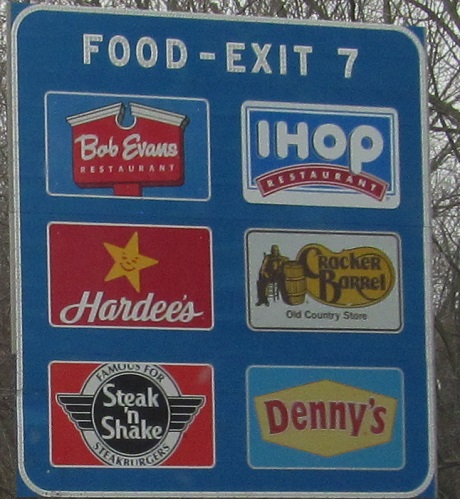 FOOD - EXIT 7
Bob Evans
RESTAURANT
IHOP
RESTAURANT
Hardee's
Cracker
Barrel
Old Country Store
FAMOUS FOR
Steak
'n
Shake
STEAKBURGERS
Denny's